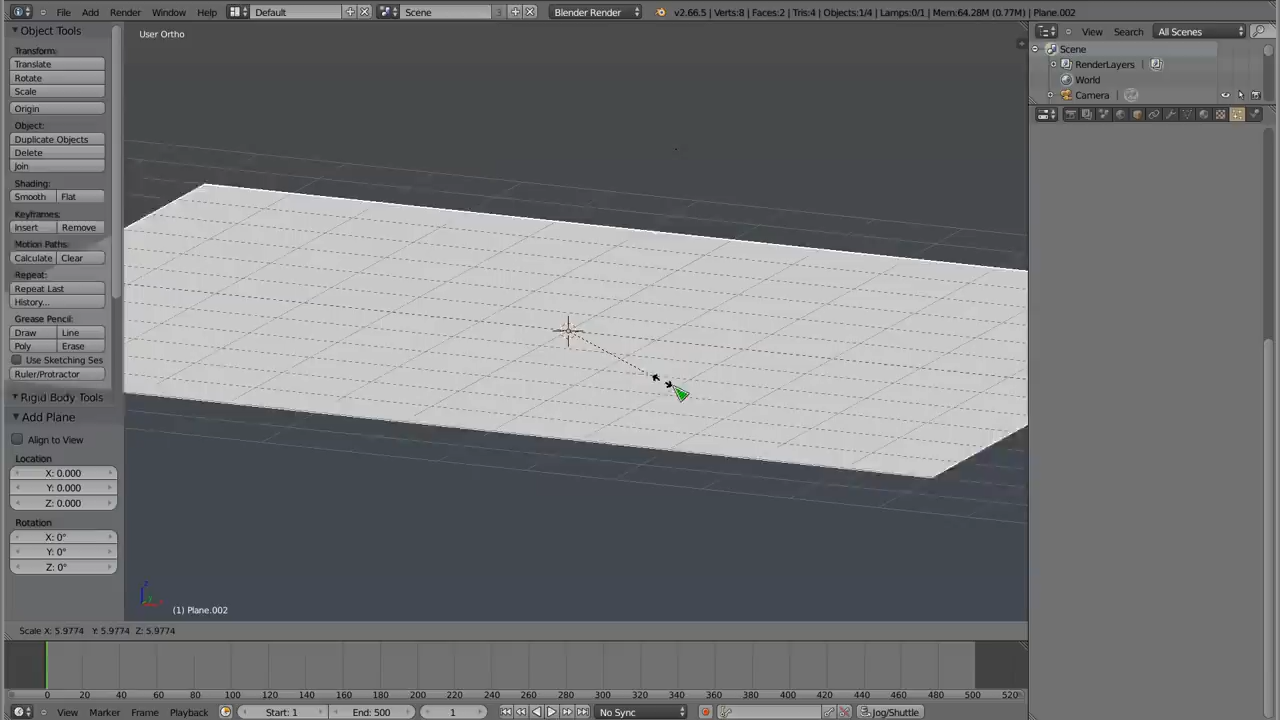 File Add Render Window Help Default Scene 3 Blender Render v2.66.5 | Verts:8 | Faces:2 | Tris:4 | Objects:1/4 | Lamps:0/1 | Mem:64.28M (0.77M) | Plane.002
Object Tools
User Ortho
View Search All Scenes
Scene
Transform:
Translate
RenderLayers
Rotate
World
Scale
Camera
Origin
Object:
Duplicate Objects
Delete
Join
Shading:
Smooth Flat
Keyframes:
Insert Remove
Motion Paths:
Calculate Clear
Repeat:
Repeat Last
History...
Grease Pencil:
Draw Line
Poly Erase
Use Sketching Ses
Ruler/Protractor
Rigid Body Tools
Add Plane
Align to View
Location
X: 0.000
Y: 0.000
Z: 0.000
Rotation
X: 0°
Y: 0°
Z: 0°
z
(1) Plane.002
Scale X: 5.9774 Y: 5.9774 Z: 5.9774
0 20 40 60 80 100 120 140 160 180 200 220 240 260 280 300 320 340 360 380 400 420 440 460 480 500 520
View Marker Frame Playback Start: 1 End: 500 1 No Sync Jog/Shuttle